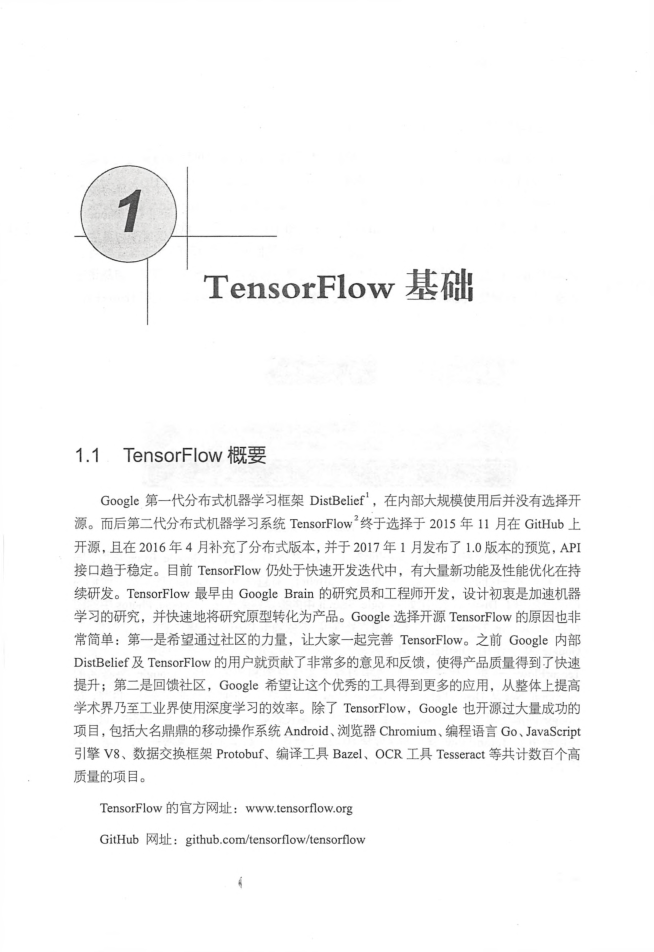 1
TensorFlow 基础
1.1 TensorFlow 概要
Google 第一代分布式机器学习框架 DistBelief1，在内部大规模使用后并没有选择开
源。而后第二代分布式机器学习系统 TensorFlow2终于选择于 2015 年 11 月在 GitHub 上
开源，且在 2016 年 4 月补充了分布式版本，并于 2017 年 1 月发布了 1.0 版本的预览，API
接口趋于稳定。目前 TensorFlow 仍处于快速开发迭代中，有大量新功能及性能优化在持
续研发。TensorFlow 最早由 Google Brain 的研究员和工程师开发，设计初衷是加速机器
学习的研究，并快速地将研究原型转化为产品。Google 选择开源 TensorFlow 的原因也非
常简单：第一是希望通过社区的力量，让大家一起完善 TensorFlow。之前 Google 内部
DistBelief 及 TensorFlow 的用户就贡献了非常多的意见和反馈，使得产品质量得到了快速
提升；第二是回馈社区，Google 希望让这个优秀的工具得到更多的应用，从整体上提高
学术界乃至工业界使用深度学习的效率。除了 TensorFlow，Google 也开源过大量成功的
项目，包括大名鼎鼎的移动操作系统 Android、浏览器 Chromium、编程语言 Go、JavaScript
引擎 V8、数据交换框架 Protobuf、编译工具 Bazel、OCR 工具 Tesseract 等共计数百个高
质量的项目。
TensorFlow 的官方网址：www.tensorflow.org
GitHub 网址：github.com/tensorflow/tensorflow